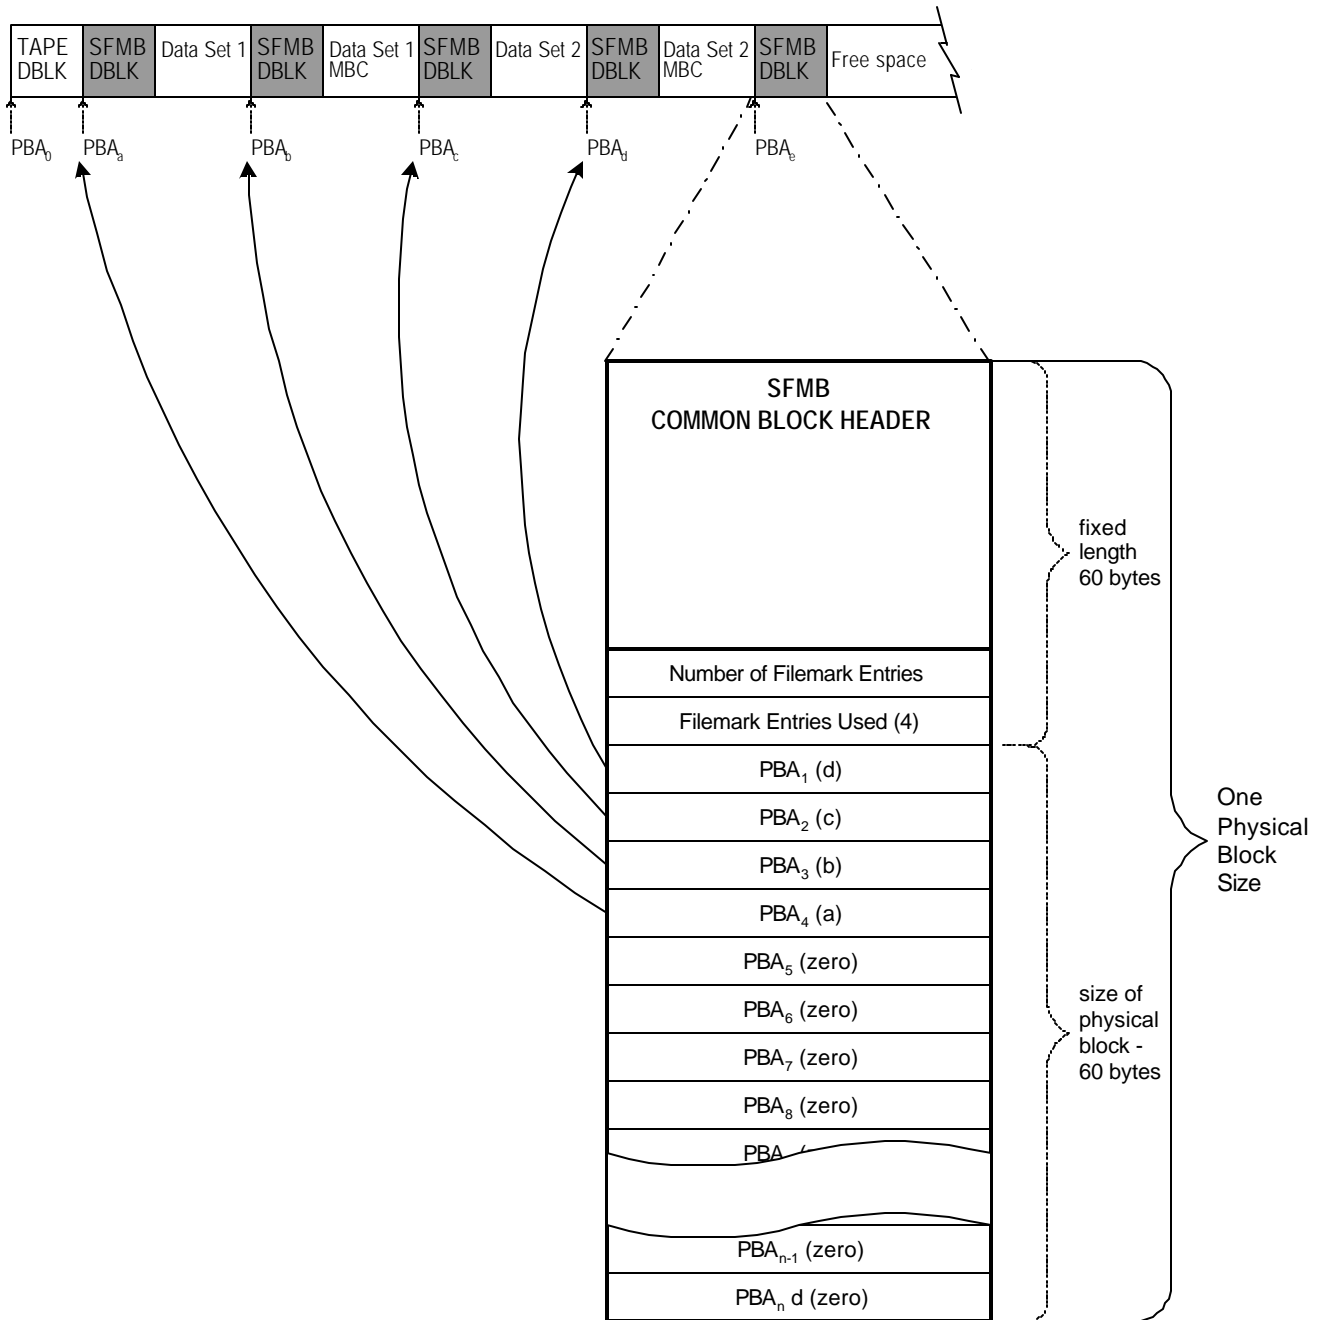 TAPE DBLK
SFMB DBLK
Data Set 1
SFMB DBLK
Data Set 1 MBC
SFMB DBLK
Data Set 2
SFMB DBLK
Data Set 2 MBC
SFMB DBLK
Free space
PBA0
PBAa
PBAb
PBAc
PBAd
PBAe
SFMB
COMMON BLOCK HEADER
fixed
length
60 bytes
Number of Filemark Entries
Filemark Entries Used (4)
PBA1 (d)
PBA2 (c)
PBA3 (b)
PBA4 (a)
PBA5 (zero)
PBA6 (zero)
PBA7 (zero)
PBA8 (zero)
PBA
PBAn-1 (zero)
PBAn d (zero)
size of
physical
block -
60 bytes
One
Physical
Block
Size